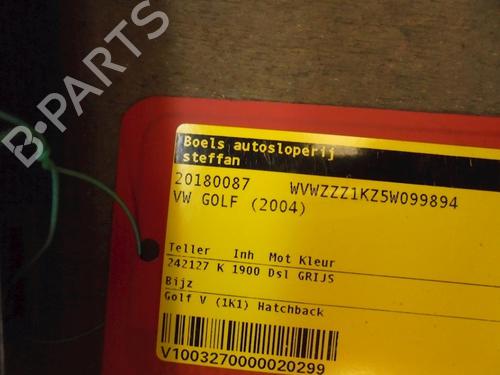 B-PARTS
Boels autosloperij
steffan
20180087 WVWZZZ1KZ5W099894
VW GOLF (2004)
Teller Inh Mot Kleur
242127 K 1900 Dsl GRIJS
Bijz
Golf V (1K1) Hatchback
V1003270000020299